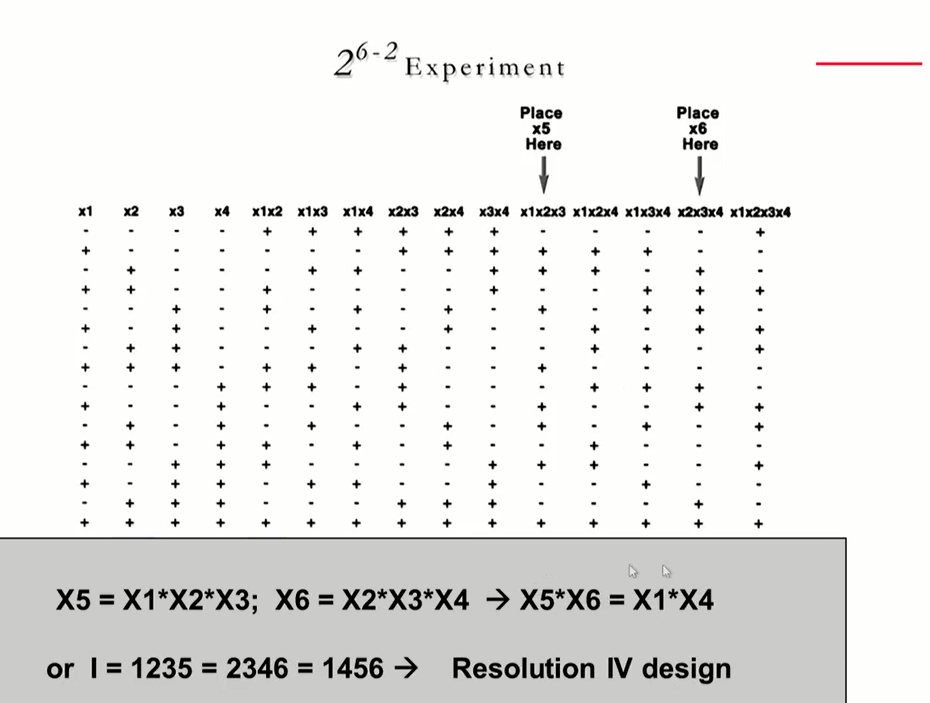 2^6-2 Experiment
Place x5 Here
Place x6 Here
x1 x2 x3 x4 x1x2 x1x3 x1x4 x2x3 x2x4 x3x4 x1x2x3 x1x2x4 x1x3x4 x2x3x4 x1x2x3x4
- - - - + + + + + + - - - - +
+ - - - - - - + + + + + + - -
- + - - - + + - - + + + - + -
+ + - - + - - - - + - - + + +
- - + - + - + - + - + - + + -
+ - + - - + - - + - - + - + +
- + + - - - + + - - - + + - +
+ + + - + + - + - - + - - - -
- - - + + + - + - - - + + + -
+ - - + - - + + - - + - - + +
- + - + - + - - + - + - + - +
+ + - + + - + - + - - + - - -
- - + + + - - - - + + + - - +
+ - + + - + + - - + - - + - -
- + + + - - - + + + - - - + -
+ + + + + + + + + + + + + + +
X5 = X1*X2*X3; X6 = X2*X3*X4 → X5*X6 = X1*X4
or I = 1235 = 2346 = 1456 → Resolution IV design